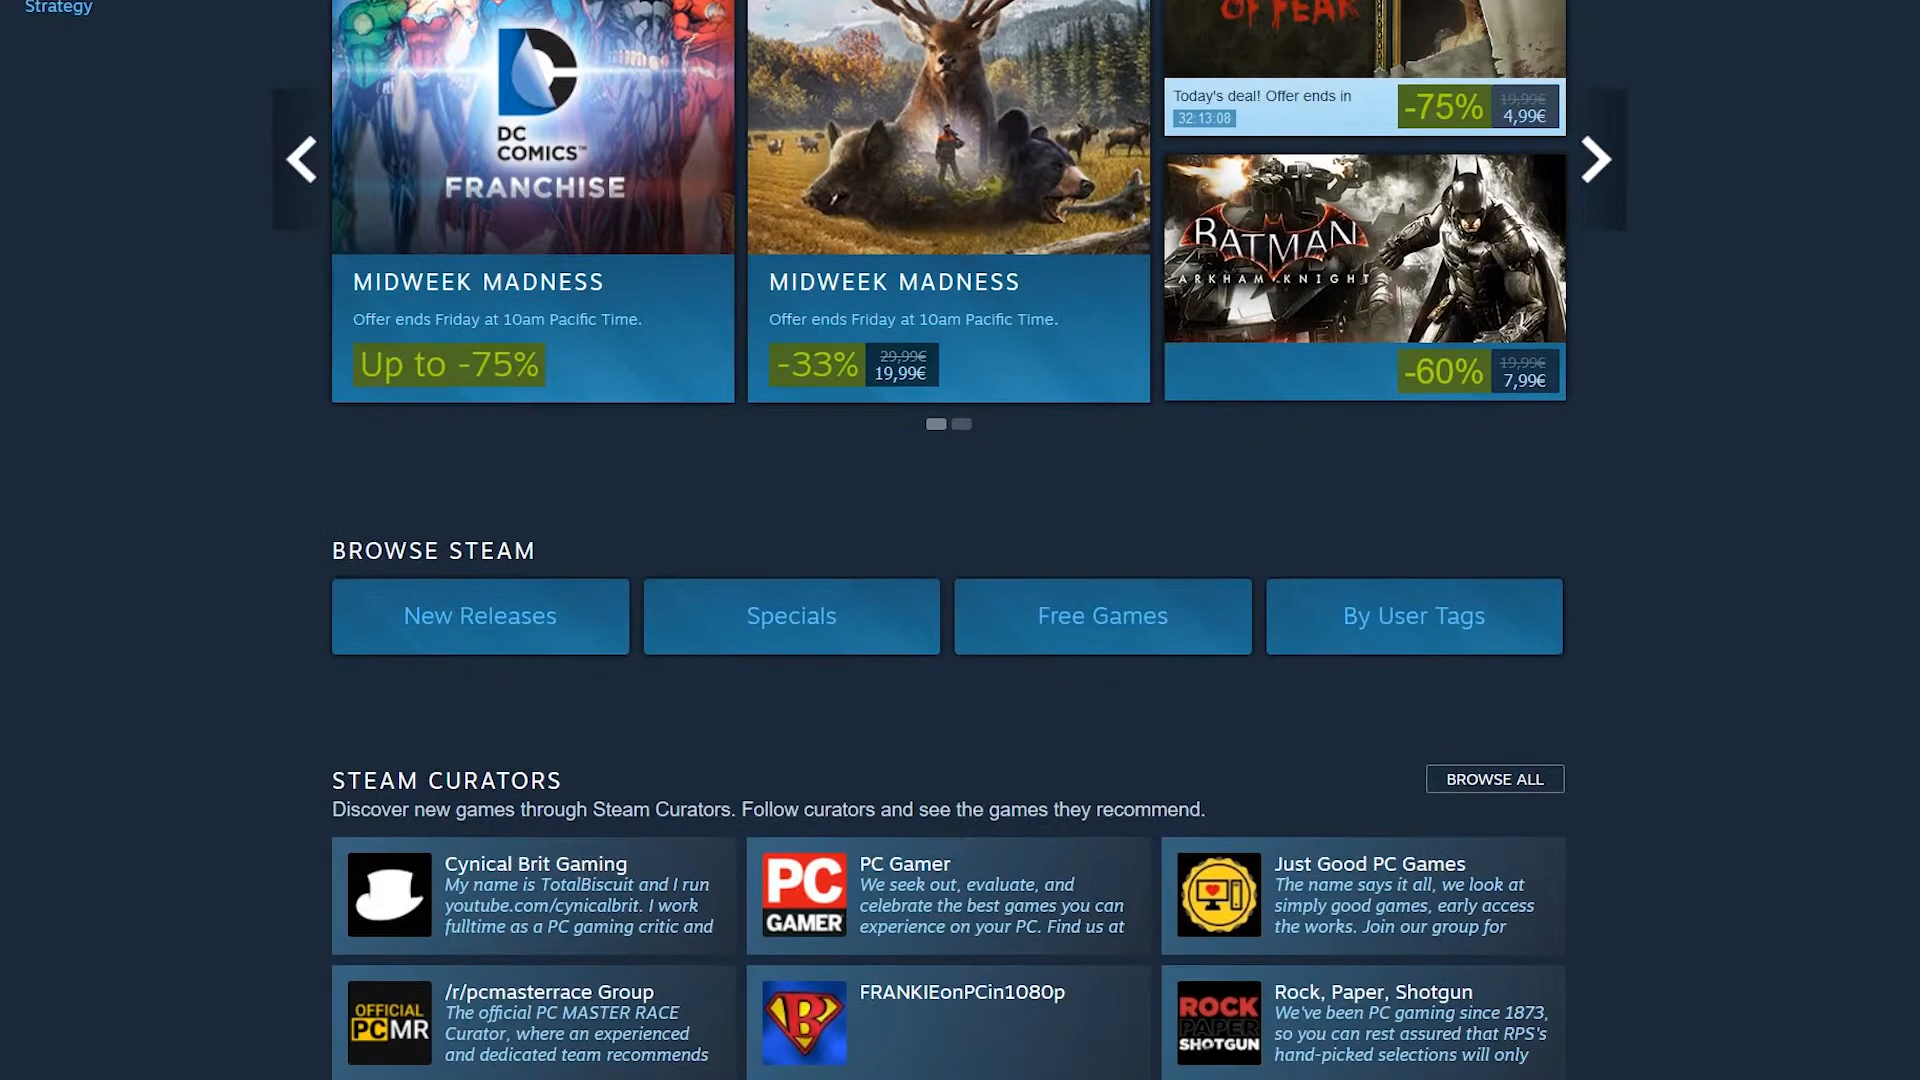 Strategy
DC
COMICS™
FRANCHISE
MIDWEEK MADNESS
Offer ends Friday at 10am Pacific Time.
Up to -75%
MIDWEEK MADNESS
Offer ends Friday at 10am Pacific Time.
-33%
29,99€
19,99€
OF FEAR
Today's deal! Offer ends in
32:13:08
-75%
19,99€
4,99€
BATMAN
ARKHAM KNIGHT
-60%
19,99€
7,99€
BROWSE STEAM
New Releases
Specials
Free Games
By User Tags
STEAM CURATORS
BROWSE ALL
Discover new games through Steam Curators. Follow curators and see the games they recommend.
Cynical Brit Gaming
My name is TotalBiscuit and I run
youtube.com/cynicalbrit. I work
fulltime as a PC gaming critic and
PC
GAMER
PC Gamer
We seek out, evaluate, and
celebrate the best games you can
experience on your PC. Find us at
Just Good PC Games
The name says it all, we look at
simply good games, early access
the works. Join our group for
OFFICIAL
PCMR
/r/pcmasterrace Group
The official PC MASTER RACE
Curator, where an experienced
and dedicated team recommends
B
FRANKIEonPCin1080p
ROCK
PAPER
SHOTGUN
Rock, Paper, Shotgun
We've been PC gaming since 1873,
so you can rest assured that RPS's
hand-picked selections will only